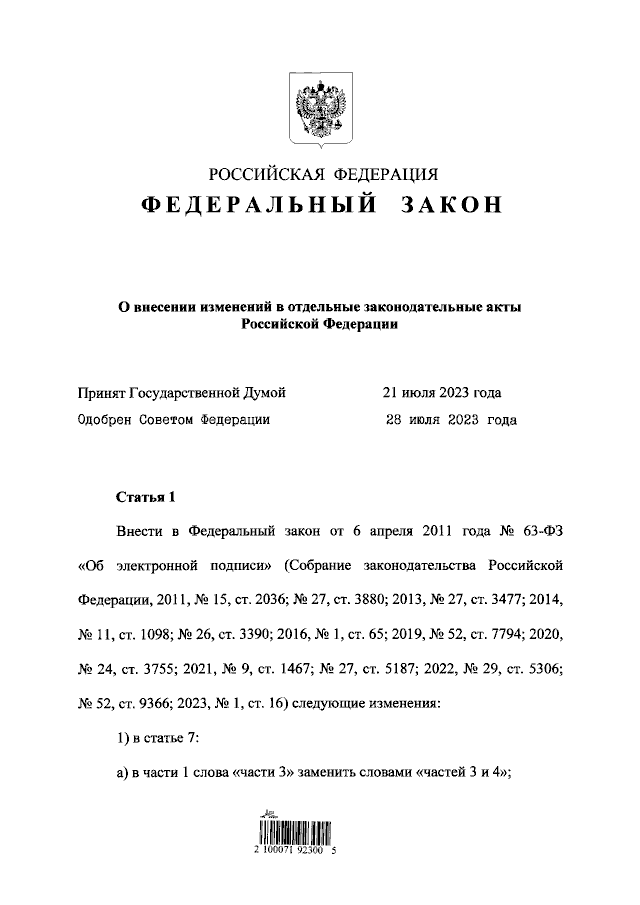 РОССИЙСКАЯ ФЕДЕРАЦИЯ
ФЕДЕРАЛЬНЫЙ ЗАКОН
О внесении изменений в отдельные законодательные акты
Российской Федерации
Принят Государственной Думой 21 июля 2023 года
Одобрен Советом Федерации 28 июля 2023 года
Статья 1
Внести в Федеральный закон от 6 апреля 2011 года № 63-ФЗ
«Об электронной подписи» (Собрание законодательства Российской
Федерации, 2011, № 15, ст. 2036; № 27, ст. 3880; 2013, № 27, ст. 3477; 2014,
№ 11, ст. 1098; № 26, ст. 3390; 2016, № 1, ст. 65; 2019, № 52, ст. 7794; 2020,
№ 24, ст. 3755; 2021, № 9, ст. 1467; № 27, ст. 5187; 2022, № 29, ст. 5306;
№ 52, ст. 9366; 2023, № 1, ст. 16) следующие изменения:
1) в статье 7:
а) в части 1 слова «части 3» заменить словами «частей 3 и 4»;
2 100071 92300 5